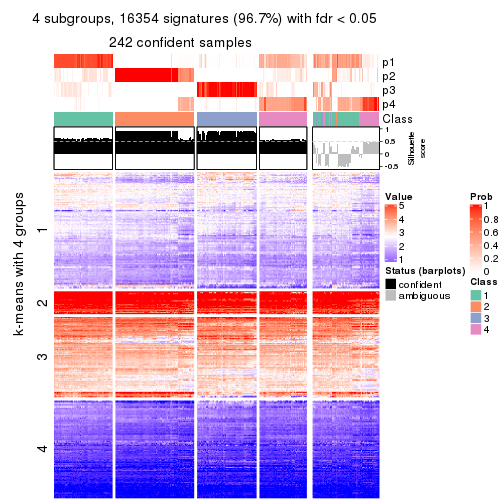 4 subgroups, 16354 signatures (96.7%) with fdr < 0.05
242 confident samples
p1
p2
p3
p4
Class
1
0.5
0
-0.5
Silhouette
score
k-means with 4 groups
1
2
3
4
Value
5
4
3
2
1
Status (barplots)
confident
ambiguous
Prob
1
0.8
0.6
0.4
0.2
0
Class
1
2
3
4